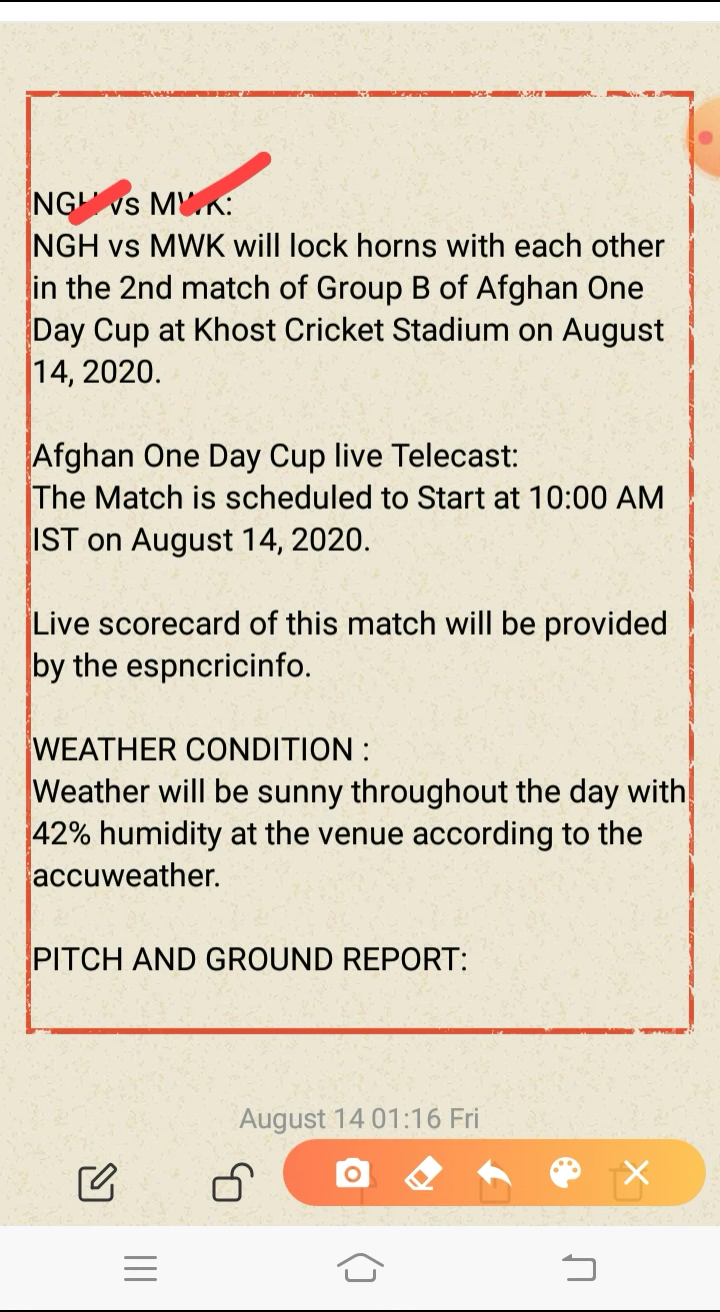 NGH vs MWK:
NGH vs MWK will lock horns with each other
in the 2nd match of Group B of Afghan One
Day Cup at Khost Cricket Stadium on August
14, 2020.
Afghan One Day Cup live Telecast:
The Match is scheduled to Start at 10:00 AM
IST on August 14, 2020.
Live scorecard of this match will be provided
by the espncricinfo.
WEATHER CONDITION :
Weather will be sunny throughout the day with
42% humidity at the venue according to the
accuweather.
PITCH AND GROUND REPORT:
August 14 01:16 Fri